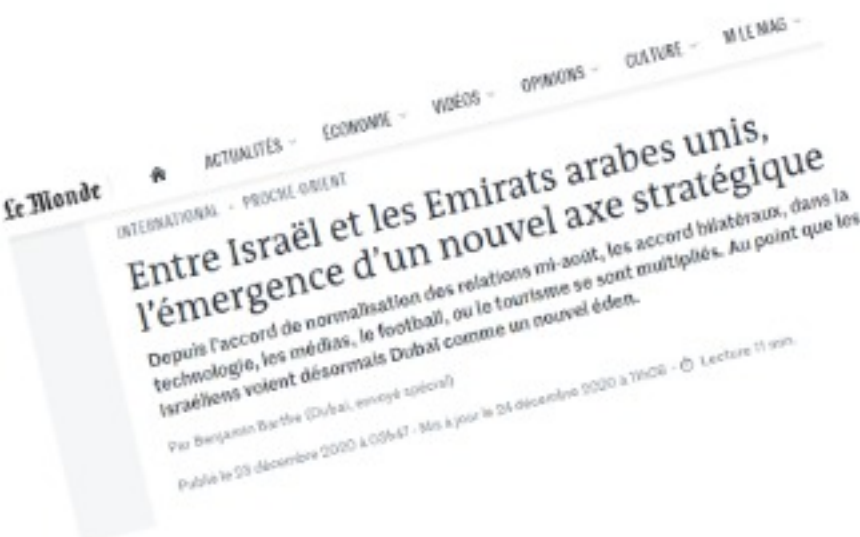 Le Monde
ACTUALITÉS
ÉCONOMIE
VIDÉOS
OPINIONS
CULTURE
M LE MAG
INTERNATIONAL · PROCHE-ORIENT
Entre Israël et les Emirats arabes unis,
l'émergence d'un nouvel axe stratégique
Depuis l'accord de normalisation des relations mi-août, les accord bilatéraux, dans la
technologie, les médias, le football, ou le tourisme se sont multipliés. Au point que les
Israéliens voient désormais Dubaï comme un nouvel éden.
Par Benjamin Barthe (Dubai, envoyé spécial)
Publié le 23 décembre 2020 à - Mis à jour le 24 décembre 2020 à - Lecture 11 min.